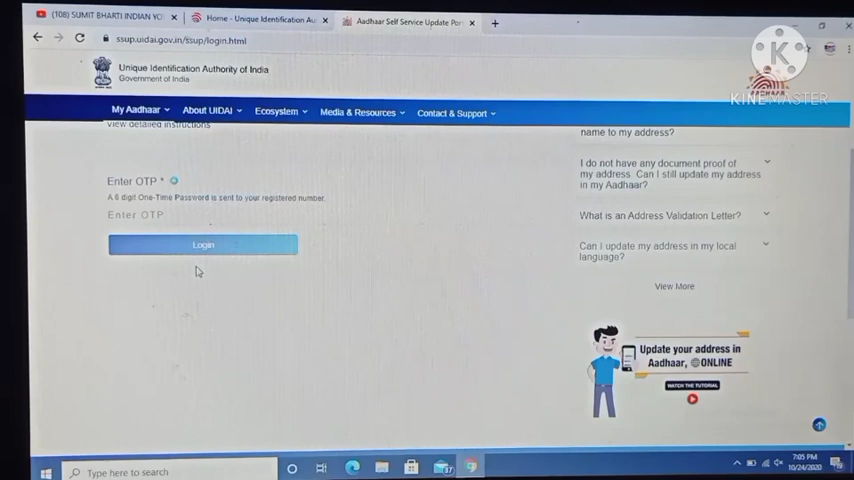 (108) SUMIT BHARTI INDIAN VO
Home - Unique Identification Au
Aadhaar Self Service Update Port
ssup.uidai.gov.in/ssup/login.html
Unique Identification Authority of India
Government of India
AADHAAR
KINEMASTER
My Aadhaar
About UIDAI
Ecosystem
Media & Resources
Contact & Support
View detailed instructions
name to my address?
I do not have any document proof of
my address. Can I still update my address
in my Aadhaar?
Enter OTP *
A 6 digit One-Time Password is sent to your registered number.
Enter OTP
What is an Address Validation Letter?
Login
Can I update my address in my local
language?
View More
Update your address in
Aadhaar, ONLINE
WATCH THE TUTORIAL
Type here to search
37
7:05 PM
10/24/2020